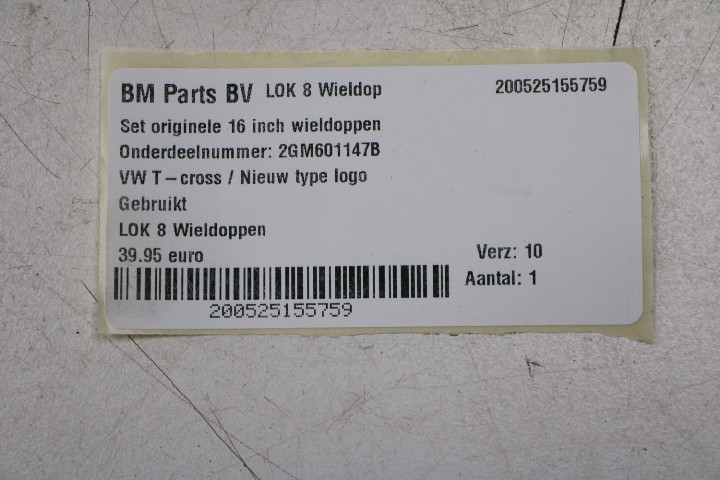 BM Parts BV LOK 8 Wieldop 200525155759
Set originele 16 inch wieldoppen
Onderdeelnummer: 2GM601147B
VW T-cross / Nieuw type logo
Gebruikt
LOK 8 Wieldoppen
39.95 euro Verz: 10
Aantal: 1
200525155759